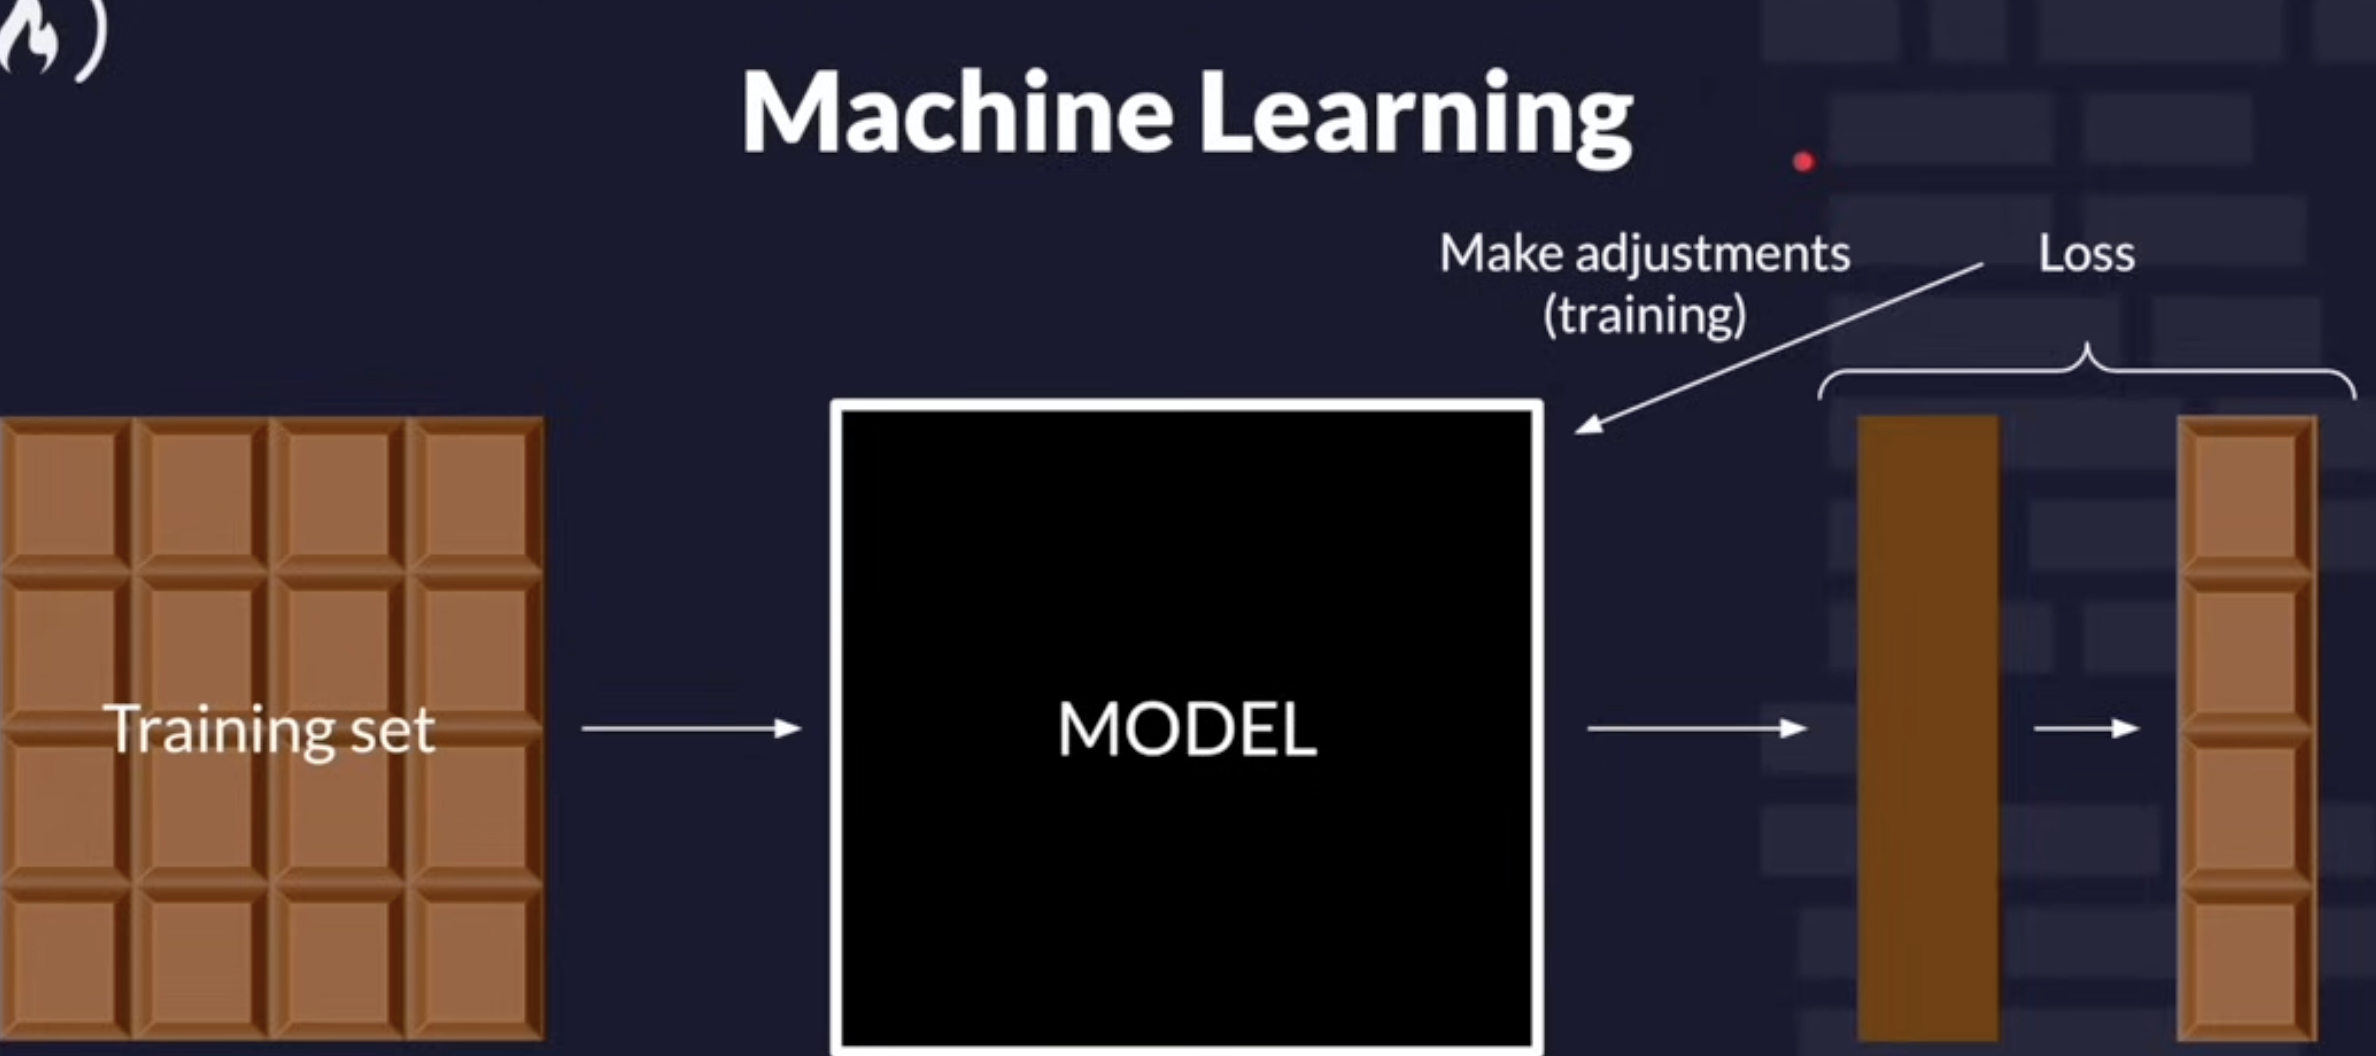 Machine Learning
Make adjustments
(training)
Loss
Training set
MODEL